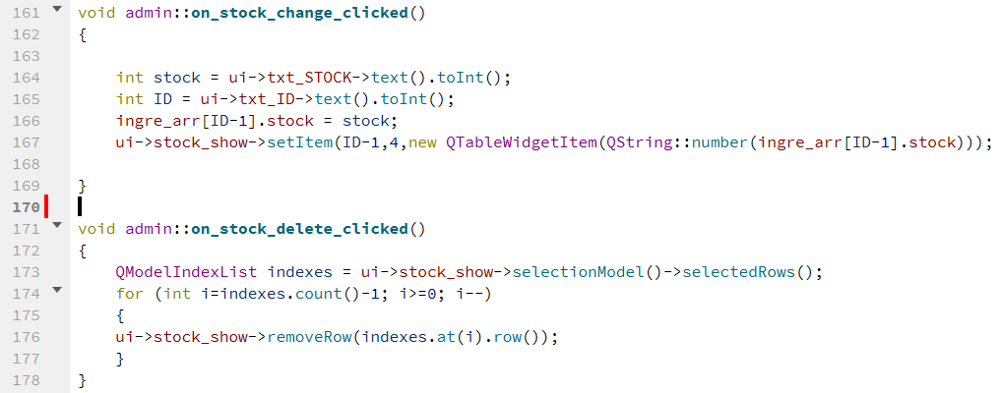 161 void admin::on_stock_change_clicked()
162 {
163
164 int stock = ui->txt_STOCK->text().toInt();
165 int ID = ui->txt_ID->text().toInt();
166 ingre_arr[ID-1].stock = stock;
167 ui->stock_show->setItem(ID-1,4,new QTableWidgetItem(QString::number(ingre_arr[ID-1].stock)));
168
169 }
170
171 void admin::on_stock_delete_clicked()
172 {
173 QModelIndexList indexes = ui->stock_show->selectionModel()->selectedRows();
174 for (int i=indexes.count()-1; i>=0; i--)
175 {
176 ui->stock_show->removeRow(indexes.at(i).row());
177 }
178 }